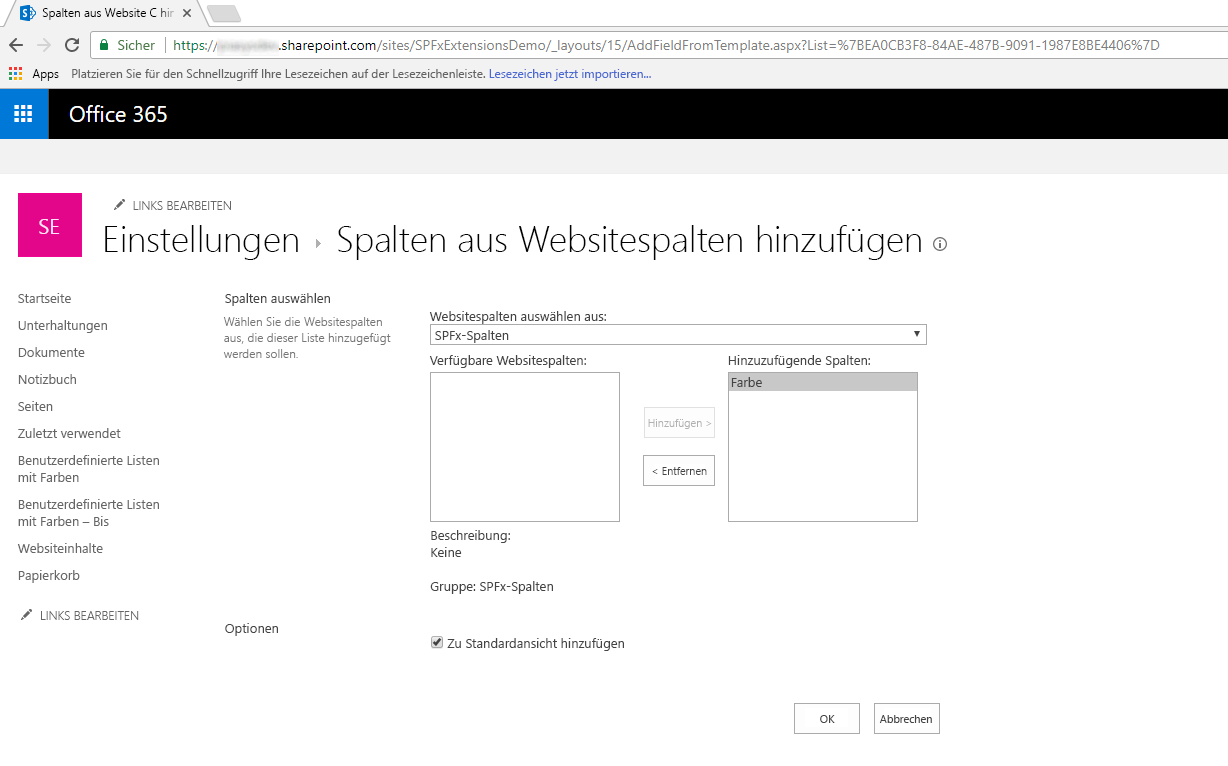 Spalten aus Website C hin
Sicher
https:// .sharepoint.com/sites/SPFxExtensionsDemo/_layouts/15/AddFieldFromTemplate.aspx?List=%7BEA0CB3F8-84AE-487B-9091-1987E8BE4406%7D
Apps
Platzieren Sie für den Schnellzugriff Ihre Lesezeichen auf der Lesezeichenleiste. Lesezeichen jetzt importieren...
Office 365
SE
LINKS BEARBEITEN
Einstellungen
Spalten aus Websitespalten hinzufügen
Startseite
Unterhaltungen
Dokumente
Notizbuch
Seiten
Zuletzt verwendet
Benutzerdefinierte Listen
mit Farben
Benutzerdefinierte Listen
mit Farben – Bis
Websiteinhalte
Papierkorb
LINKS BEARBEITEN
Spalten auswählen
Wählen Sie die Websitespalten
aus, die dieser Liste hinzugefügt
werden sollen.
Websitespalten auswählen aus:
SPFx-Spalten
Verfügbare Websitespalten:
Hinzufügen >
< Entfernen
Hinzuzufügende Spalten:
Farbe
Beschreibung:
Keine
Gruppe: SPFx-Spalten
Optionen
Zu Standardansicht hinzufügen
OK
Abbrechen